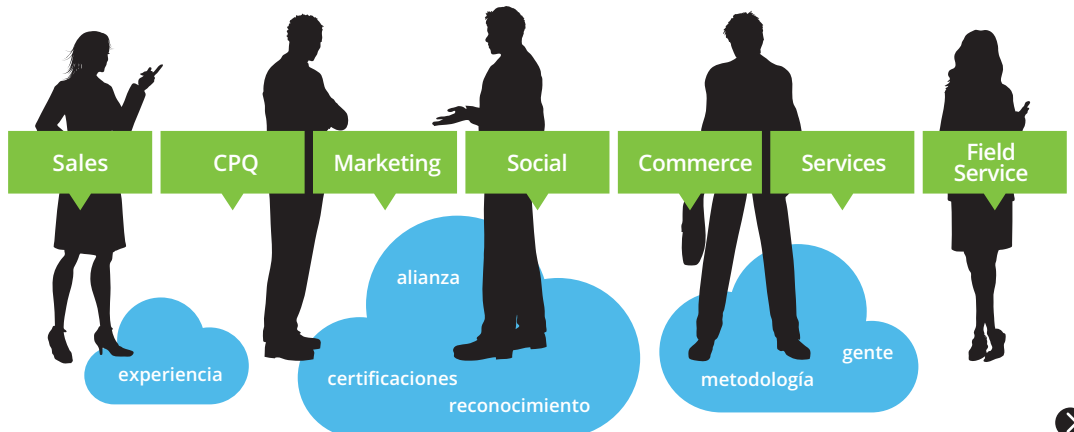 Sales
CPQ
Marketing
Social
Commerce
Services
Field
Service
alianza
experiencia
certificaciones
reconocimiento
metodología
gente